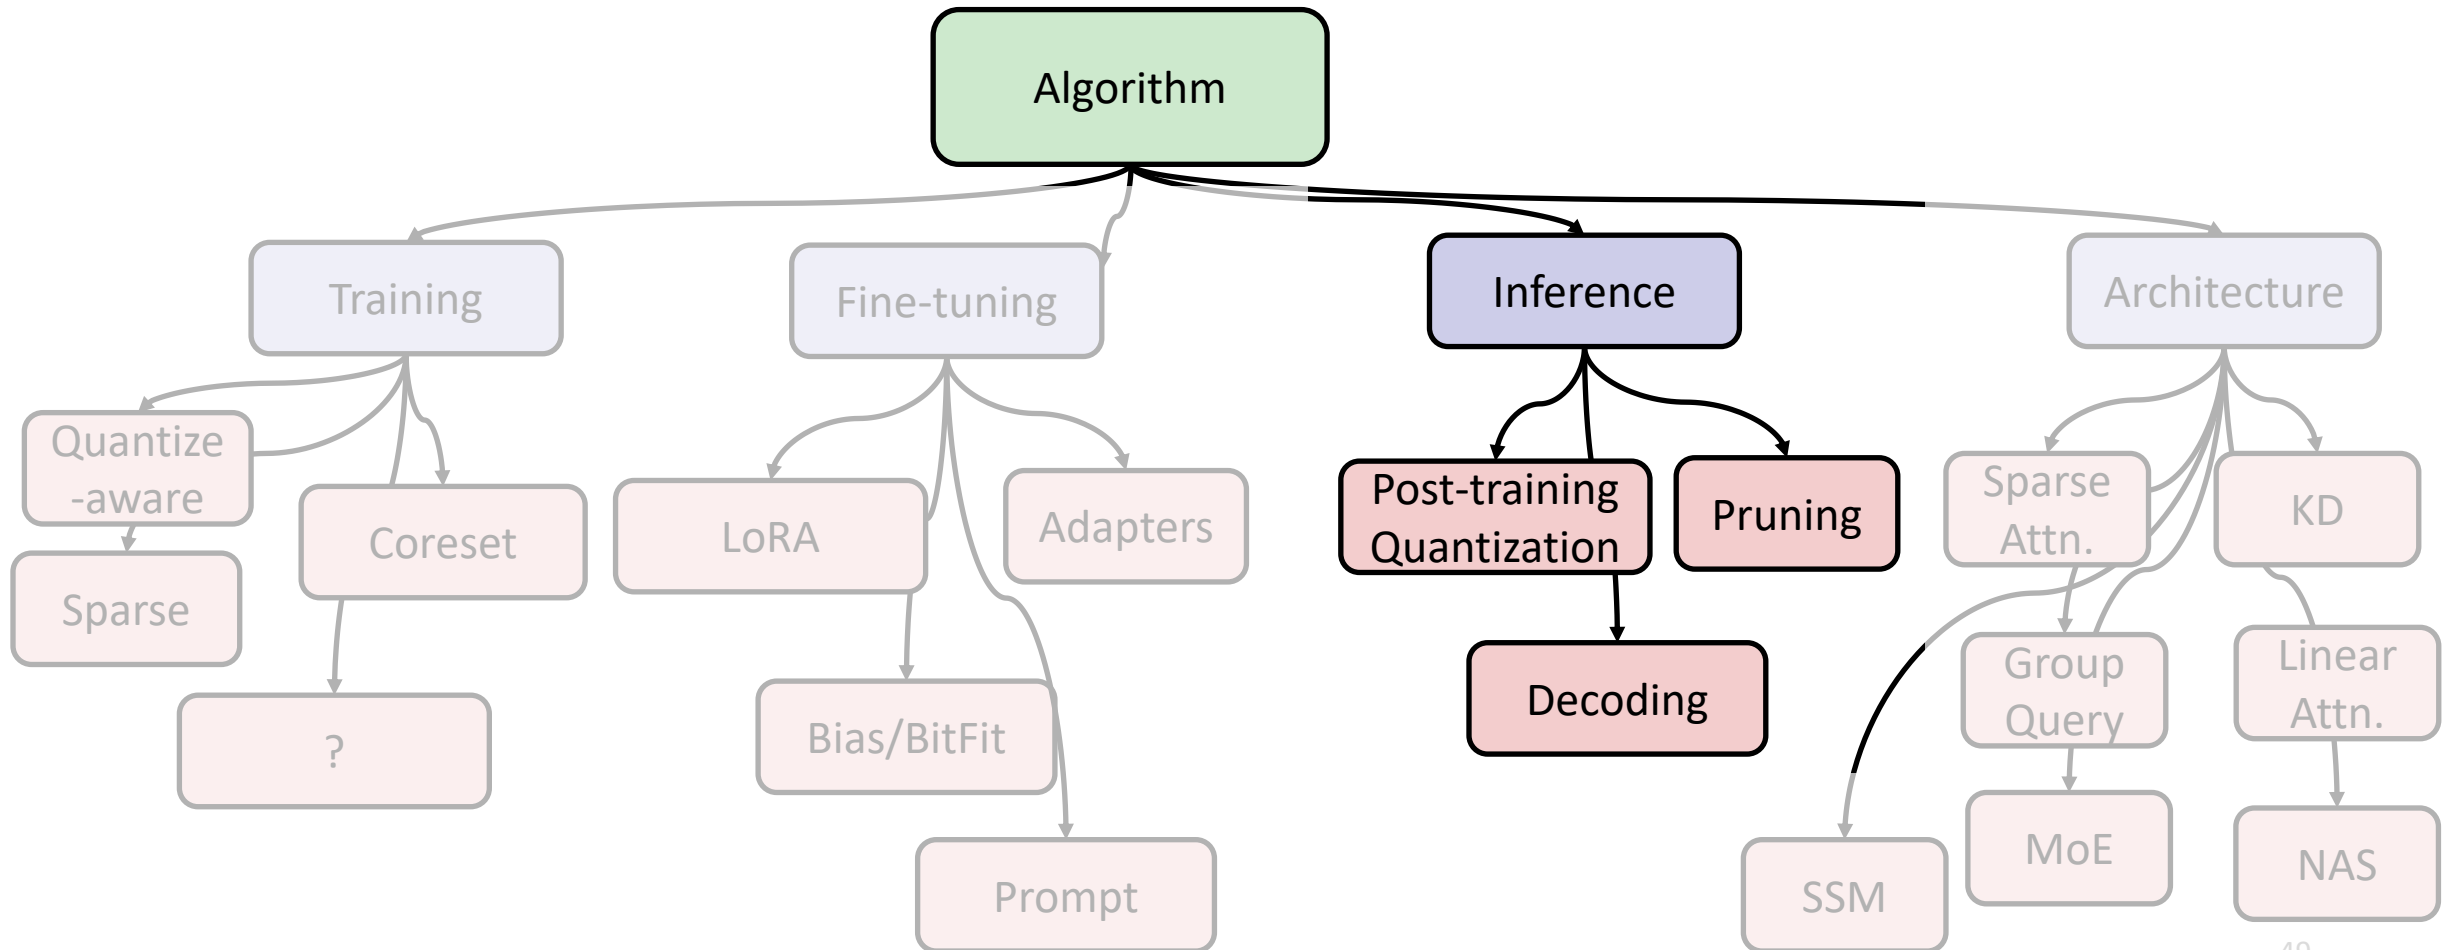 Algorithm
Training
Fine-tuning
Inference
Architecture
Quantize
-aware
Sparse
Coreset
?
LoRA
Adapters
Bias/BitFit
Prompt
Post-training
Quantization
Pruning
Decoding
Sparse
Attn.
KD
Group
Query
Linear
Attn.
MoE
NAS
SSM